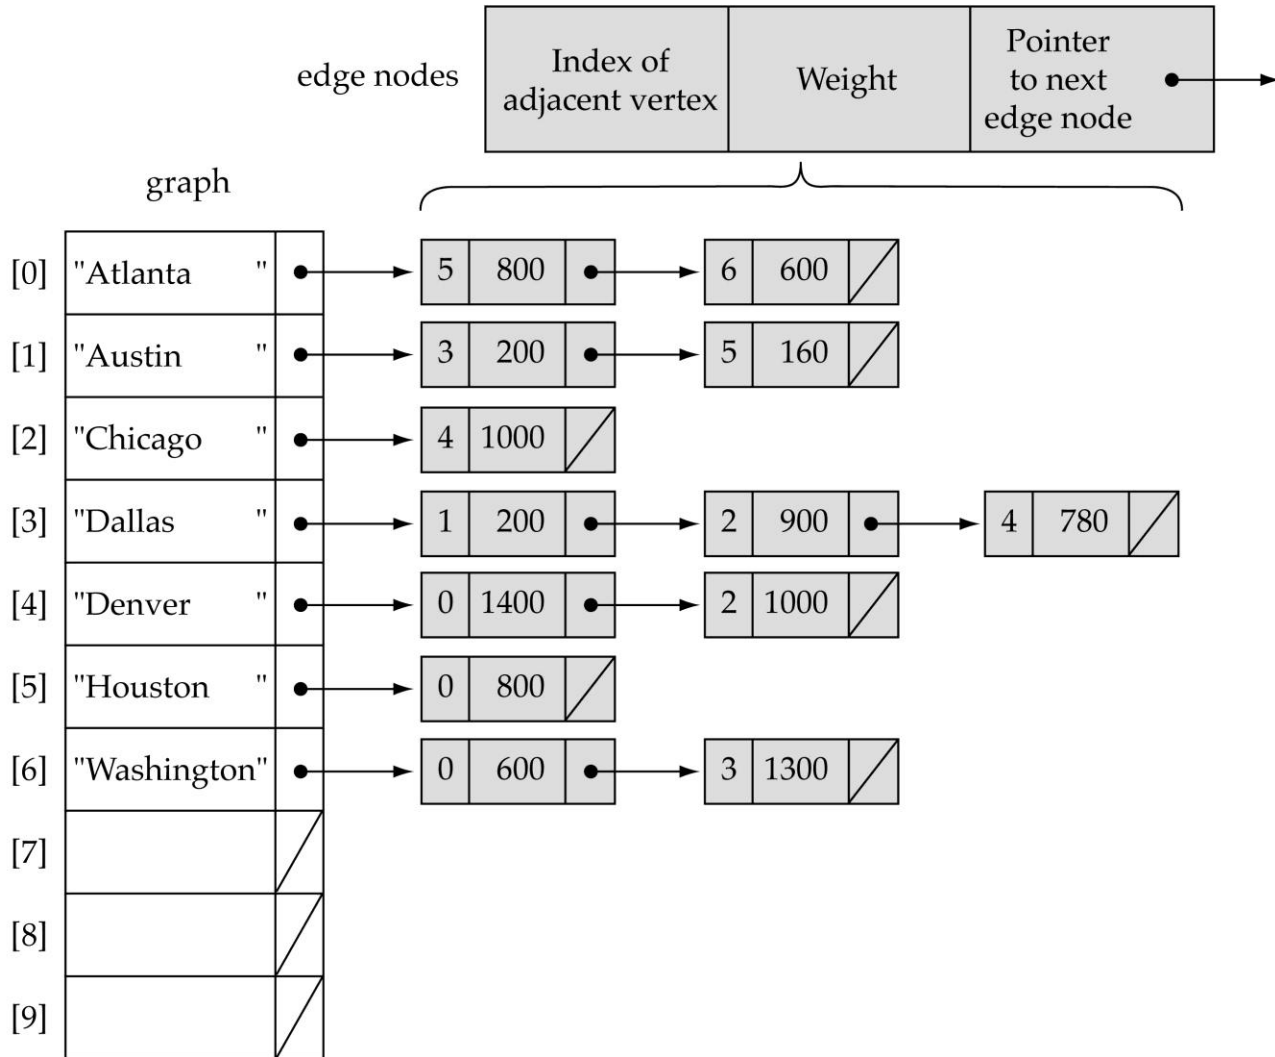 edge nodes
Index of
adjacent vertex
Weight
Pointer
to next
edge node
graph
[0] "Atlanta " 5 800 6 600
[1] "Austin " 3 200 5 160
[2] "Chicago " 4 1000
[3] "Dallas " 1 200 2 900 4 780
[4] "Denver " 0 1400 2 1000
[5] "Houston " 0 800
[6] "Washington" 0 600 3 1300
[7]
[8]
[9]